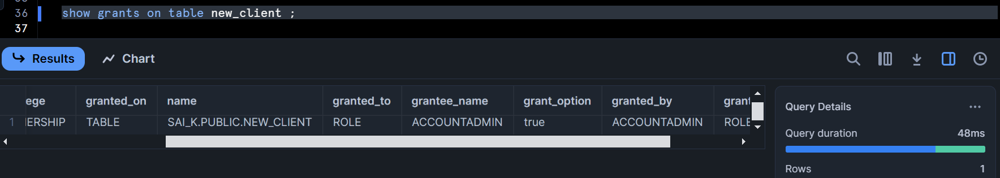 36 show grants on table new_client ;
37
Results Chart
ege granted_on name granted_to grantee_name grant_option granted_by grant
1 ERSHIP TABLE SAI_K.PUBLIC.NEW_CLIENT ROLE ACCOUNTADMIN true ACCOUNTADMIN ROLE
Query Details
Query duration 48ms
Rows 1